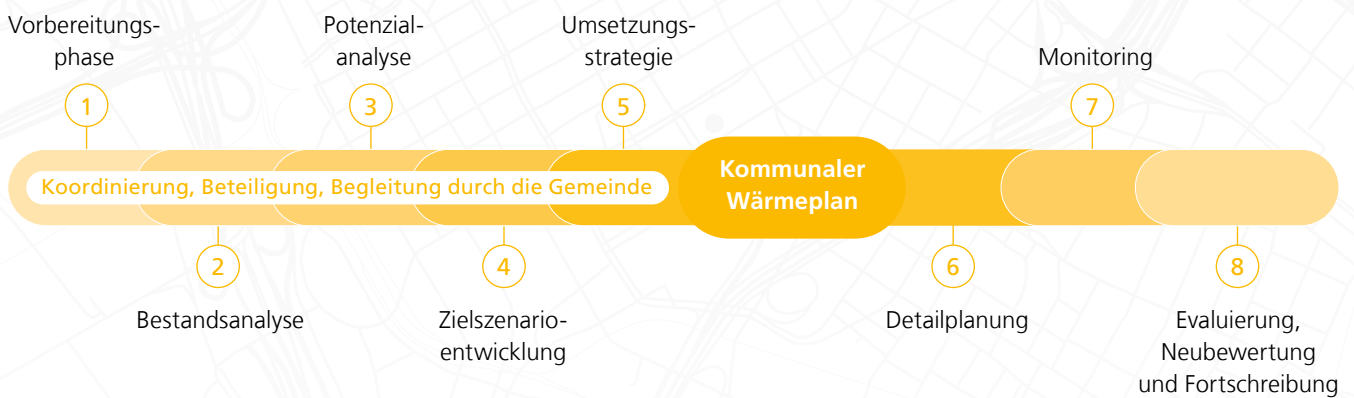 Vorbereitungs-
phase
1
Potenzial-
analyse
3
Umsetzungs-
strategie
5
Monitoring
7
Koordinierung, Beteiligung, Begleitung durch die Gemeinde
Kommunaler
Wärmeplan
2
Bestandsanalyse
4
Zielszenario-
entwicklung
6
Detailplanung
8
Evaluierung,
Neubewertung
und Fortschreibung